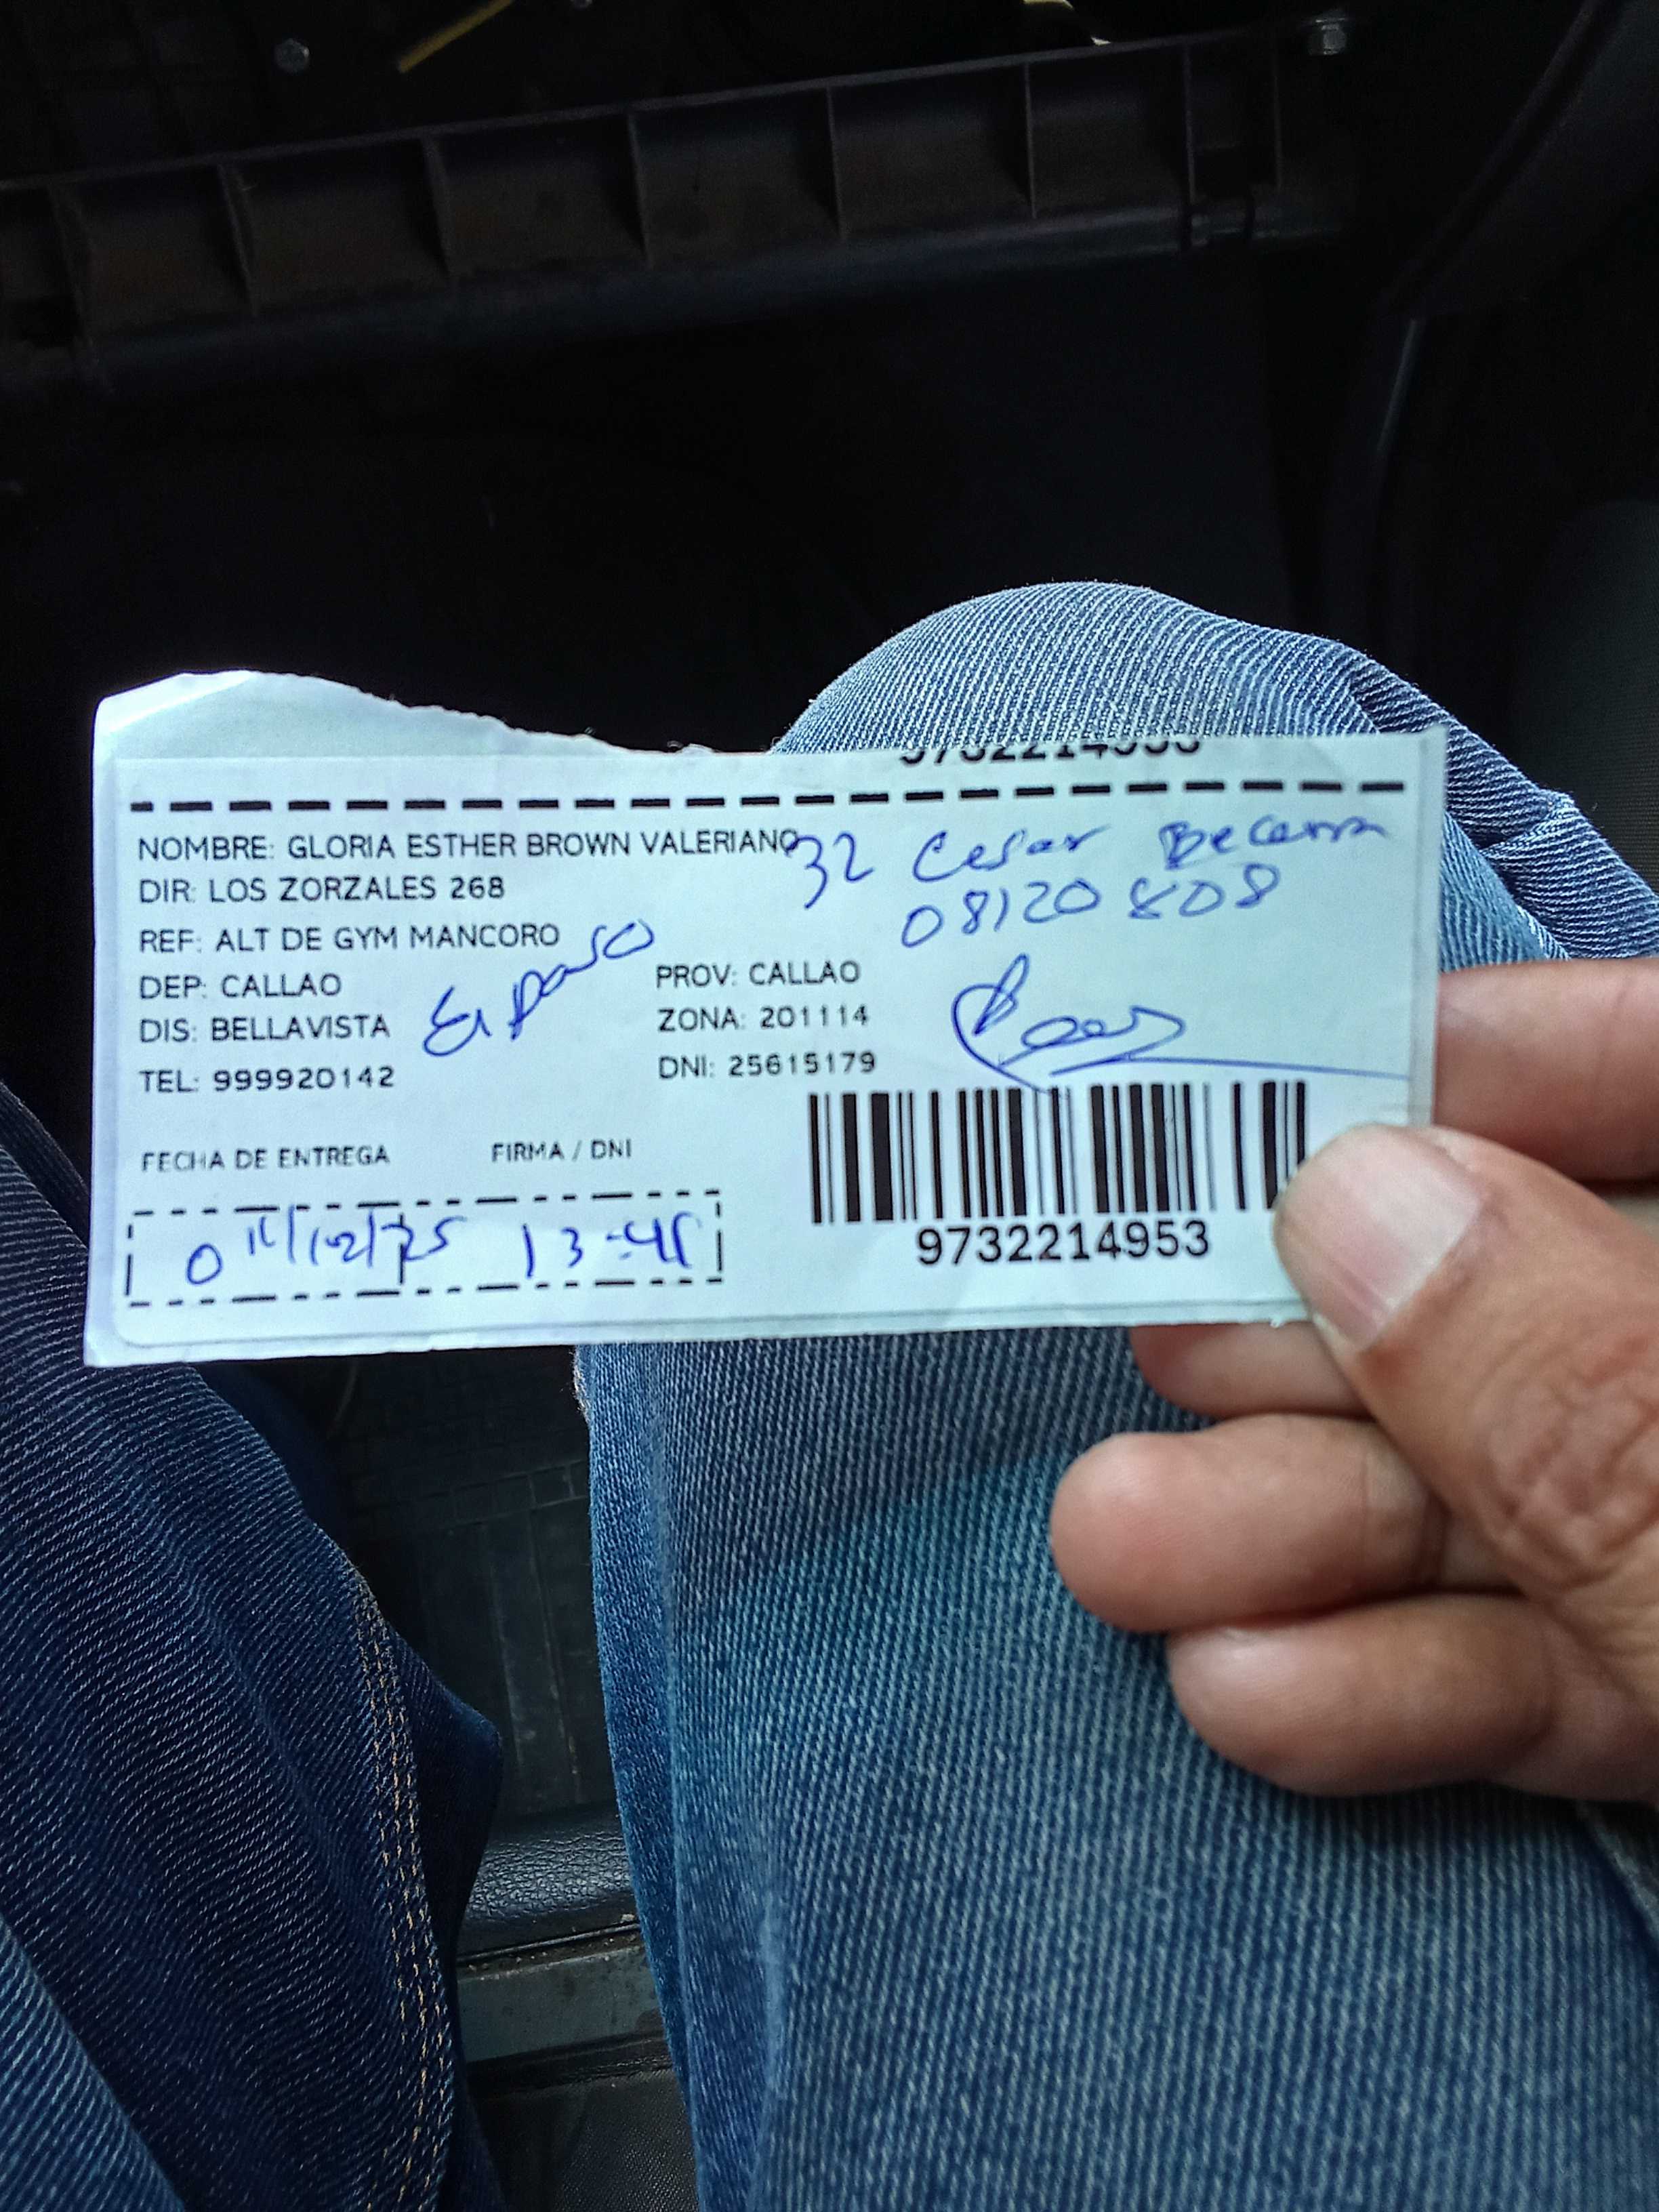 9732214953
NOMBRE: GLORIA ESTHER BROWN VALERIANO
32 Cesar Becerra
DIR: LOS ZORZALES 268
08120808
REF: ALT DE GYM MANCORO
Esposo
DEP: CALLAO PROV: CALLAO
DIS: BELLAVISTA ZONA: 201114
TEL: 999920142 DNI: 25615179
FECHA DE ENTREGA FIRMA / DNI
13:45
9732214953